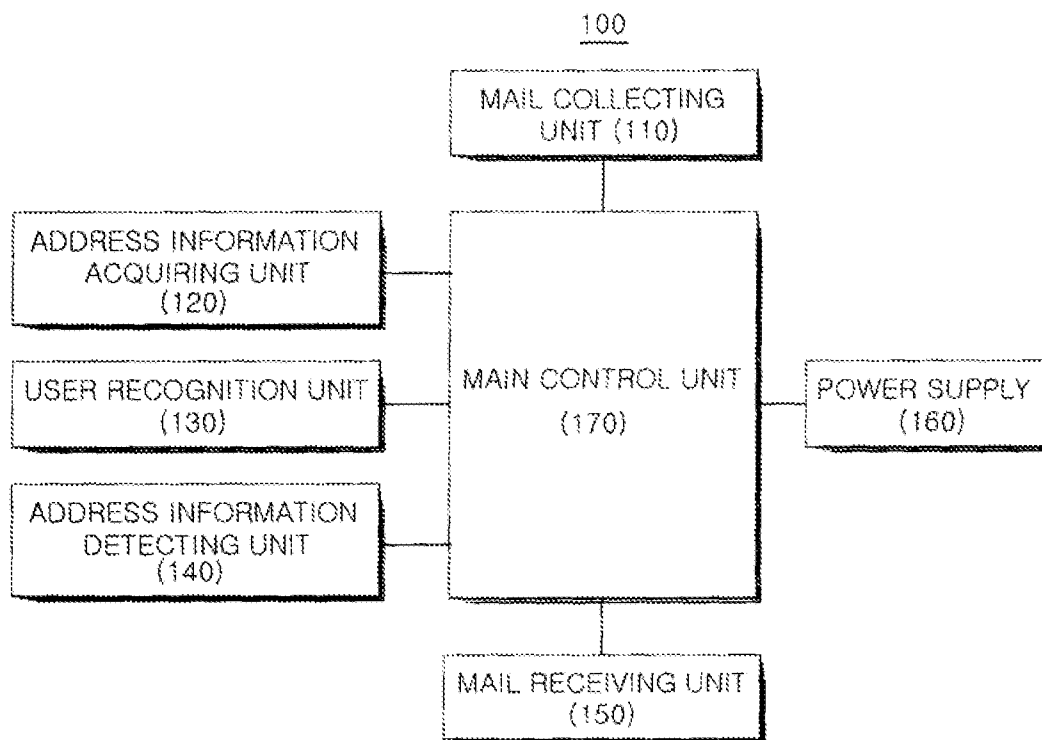 100
MAIL COLLECTING
UNIT (110)
ADDRESS INFORMATION
ACQUIRING UNIT
(120)
USER RECOGNITION UNIT
(130)
ADDRESS INFORMATION
DETECTING UNIT
(140)
MAIN CONTROL UNIT
(170)
POWER SUPPLY
(160)
MAIL RECEIVING UNIT
(150)